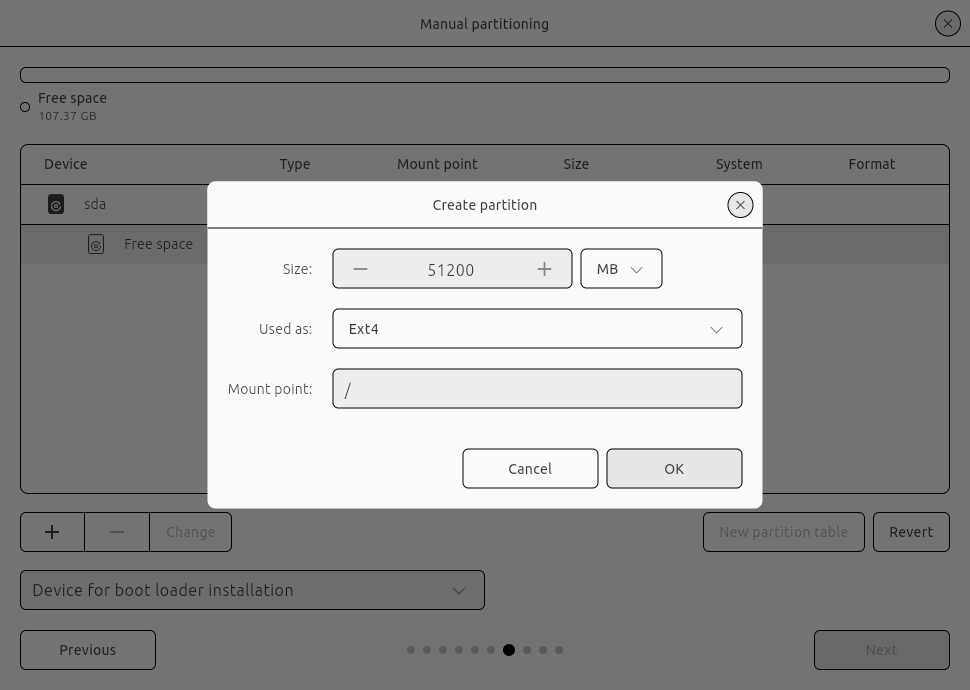 Manual partitioning
Free space
107.37 GB
Device Type Mount point Size System Format
sda
Free space
Create partition
Size: 51200 MB
Used as: Ext4
Mount point: /
Cancel OK
Change New partition table Revert
Device for boot loader installation
Previous Next